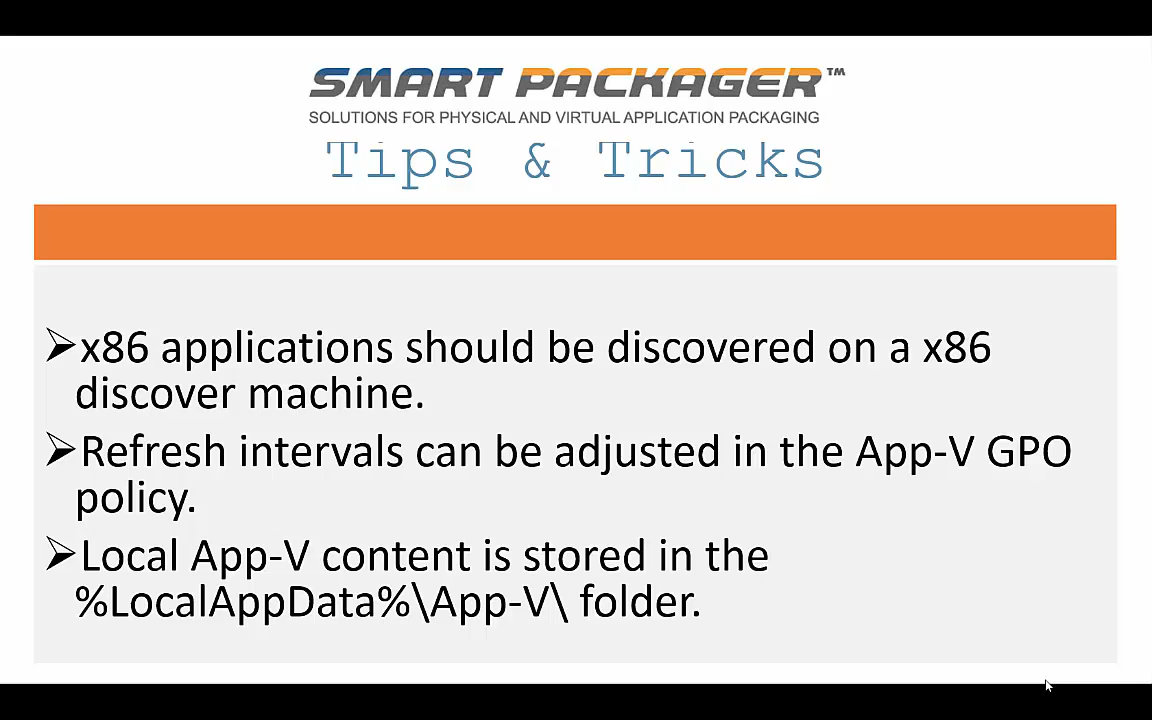 SMART PACKAGER™
SOLUTIONS FOR PHYSICAL AND VIRTUAL APPLICATION PACKAGING
Tips & Tricks
➢x86 applications should be discovered on a x86
discover machine.
➢Refresh intervals can be adjusted in the App-V GPO
policy.
➢Local App-V content is stored in the
%LocalAppData%\App-V\ folder.